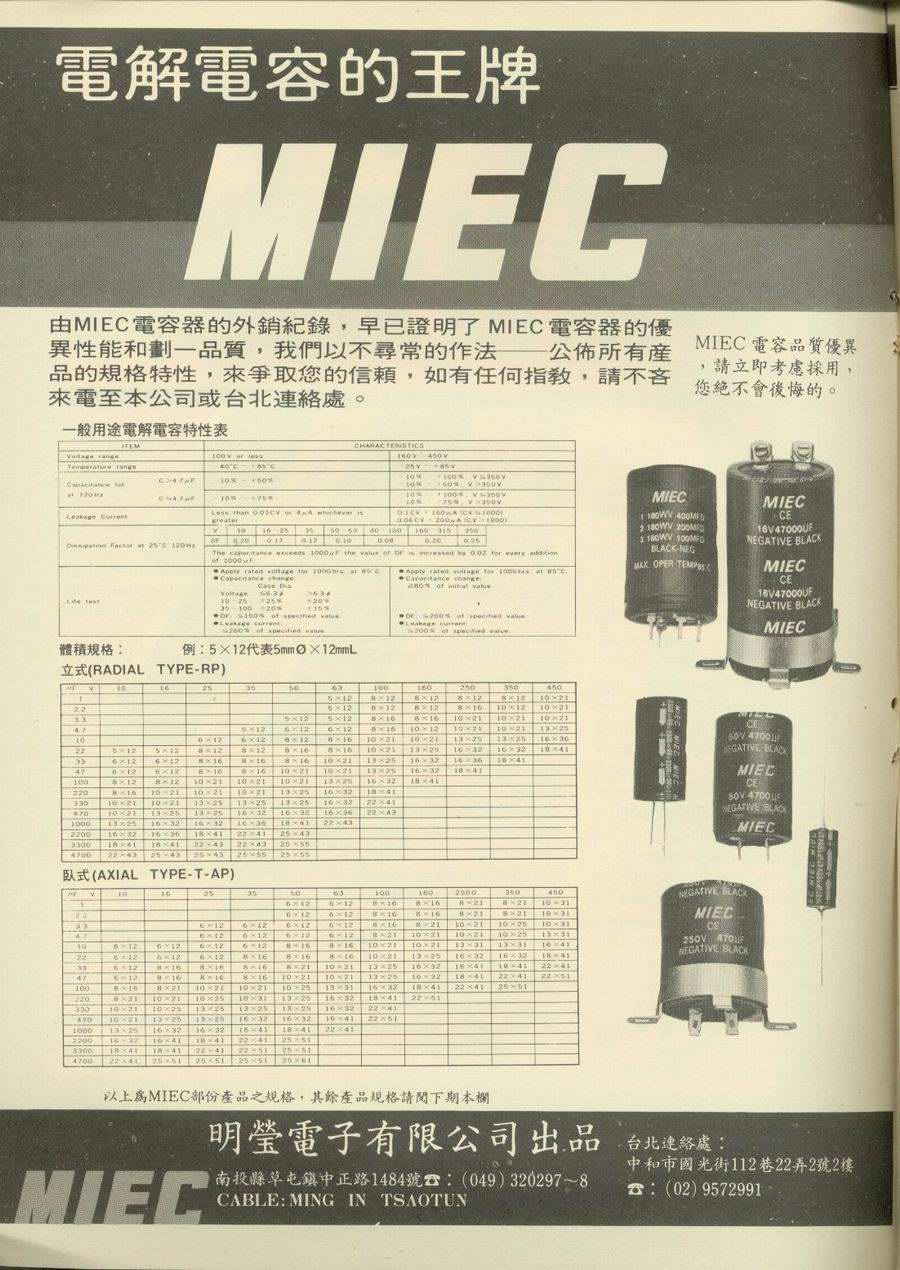 電解電容的王牌
MIEC
由MIEC電容器的外銷紀錄，早已證明了 MIEC 電容器的優
異性能和劃一品質，我們以不尋常的作法——公佈所有産
品的規格特性，來爭取您的信賴，如有任何指教，請不吝
來電至本公司或台北連絡處。
MIEC 電容品質優異
，請立即考慮採用，
您絶不會後悔的。
一般用途電解電容特性表
ITEM CHARACTERISTICS
Voltage range 100V or less 160V ~ 450V
Temperature range -40°C ~ +85°C -25V ~ +85V
Capacitance tol. C>4.7μF -10% ~ +50% -10% ~ +100%, V≤350V
-10% ~ +50%, V>350V
at 120Hz C≤4.7μF -10% ~ +75% -10% ~ +100%, V≤350V
-10% ~ +75%, V>350V
Leakage Current Less than 0.03CV or 4μA whichever is
greater
0.1CV + 160μA (CV≤1000)
0.06CV + 200μA (CV>1000)
Dissipation Factor at 25°C 120Hz
V 10 16~25 35 50~63 80~100 160~315 350
DF 0.20 0.17 0.12 0.10 0.08 0.20 0.25
The capacitance exceeds 1000μF the value of DF is increased by 0.02 for every addition
of 1000μF.
Life test
●Apply rated voltage for 1000hrs. at 85°C.
●Capacitance change:
Case Dia.
Voltage ≤6.3φ >6.3φ
10~25 ±25% ±20%
35~100 ±20% ±15%
●DF: ≤150% of specified value.
●Leakage current:
≤200% of specified value.
●Apply rated voltage for 1000hrs. at 85°C.
●Capacitance change:
≥80% of initial value.
●DF: ≤200% of specified value.
●Leakage current:
≤200% of specified value.
體積規格： 例：5×12代表5mmØ×12mmL
立式(RADIAL TYPE-RP)
μF V 10 16 25 35 50 63 100 160 250 350 450
1 5×12 8×12 8×12 8×12 8×12 10×21
2.2 5×12 8×12 8×12 8×16 10×12 10×21
3.3 5×12 5×12 8×16 8×16 10×21 10×21 10×21
4.7 5×12 6×12 6×12 8×16 10×12 10×21 10×21 13×25
10 6×12 6×12 8×12 8×16 10×21 10×21 13×25 13×25 16×36
22 5×12 5×12 8×12 8×12 8×16 8×16 10×21 13×25 16×32 16×32 18×41
33 6×12 6×12 8×16 8×16 8×16 10×21 13×25 16×32 16×36 18×41
47 6×12 6×12 8×16 8×16 10×21 10×21 13×25 16×32 18×41
100 8×12 8×12 10×21 10×21 10×21 13×25 16×32 18×41
220 8×16 10×21 10×21 10×21 13×25 16×32 18×41
330 10×21 10×21 13×25 13×25 13×25 16×32 22×41
470 10×21 13×25 13×25 16×32 16×32 16×36 22×43
1000 13×25 16×32 16×32 16×36 18×41 22×43
2200 16×32 16×36 18×41 22×41 25×43
3300 18×41 18×41 22×43 22×43 25×55
4700 22×43 25×43 25×43 25×55 25×55
臥式(AXIAL TYPE-T-AP)
μF V 10 16 25 35 50 63 100 160 2500 350 450
1 6×12 6×12 8×16 8×16 8×21 8×21 10×31
2.2 6×12 6×12 8×16 8×16 8×21 10×21 10×31
3.3 6×12 6×12 6×12 6×12 8×16 8×21 10×21 10×25 10×31
4.7 6×12 6×12 6×12 6×12 8×21 10×21 10×21 10×25 13×31
10 6×12 6×12 6×12 6×12 8×16 8×16 10×21 10×21 13×31 13×31 16×41
22 6×12 6×12 6×12 8×16 8×16 8×16 10×21 13×25 16×32 16×32 18×41
33 6×12 8×16 8×16 8×16 8×21 10×21 13×25 16×32 16×41 18×41 22×41
47 6×12 8×16 8×16 8×16 10×21 10×21 13×25 16×32 18×41 22×41 22×51
100 8×16 8×21 10×21 10×21 10×25 13×31 16×32 18×41 22×41 25×51
220 8×21 10×21 10×25 10×31 13×25 16×32 18×41 22×51
330 10×21 10×25 13×25 13×25 13×25 16×32 22×41
470 10×21 13×25 13×25 16×32 16×32 16×41 22×51
1000 13×25 16×32 16×32 16×41 18×41 22×41
2200 16×32 16×41 18×41 22×41 25×51
3300 18×41 18×41 22×41 22×51 25×51
4700 22×41 25×51 25×51 25×51 25×61
MIEC
1 180WV 400MFD
2 180WV 200MFD
3 180WV 100MFD
BLACK-NEG
MAX OPER TEMP85°C
MIEC
CE
16V47000UF
NEGATIVE BLACK
MIEC
CE
16V47000UF
NEGATIVE BLACK
MIEC
MIEC
CE
50V 4700UF
NEGATIVE BLACK
MIEC
CE
50V 4700UF
NEGATIVE BLACK
MIEC
NEGATIVE BLACK
MIEC
CE
250V 470UF
NEGATIVE BLACK
以上爲MIEC部份產品之規格，其餘產品規格請閱下期本欄
MIEC
明瑩電子有限公司出品
南投縣草屯鎮中正路1484號☎：(049) 320297～8
CABLE: MING IN TSAOTUN
台北連絡處：
中和市國光街112巷22弄2號2樓
☎：(02) 9572991